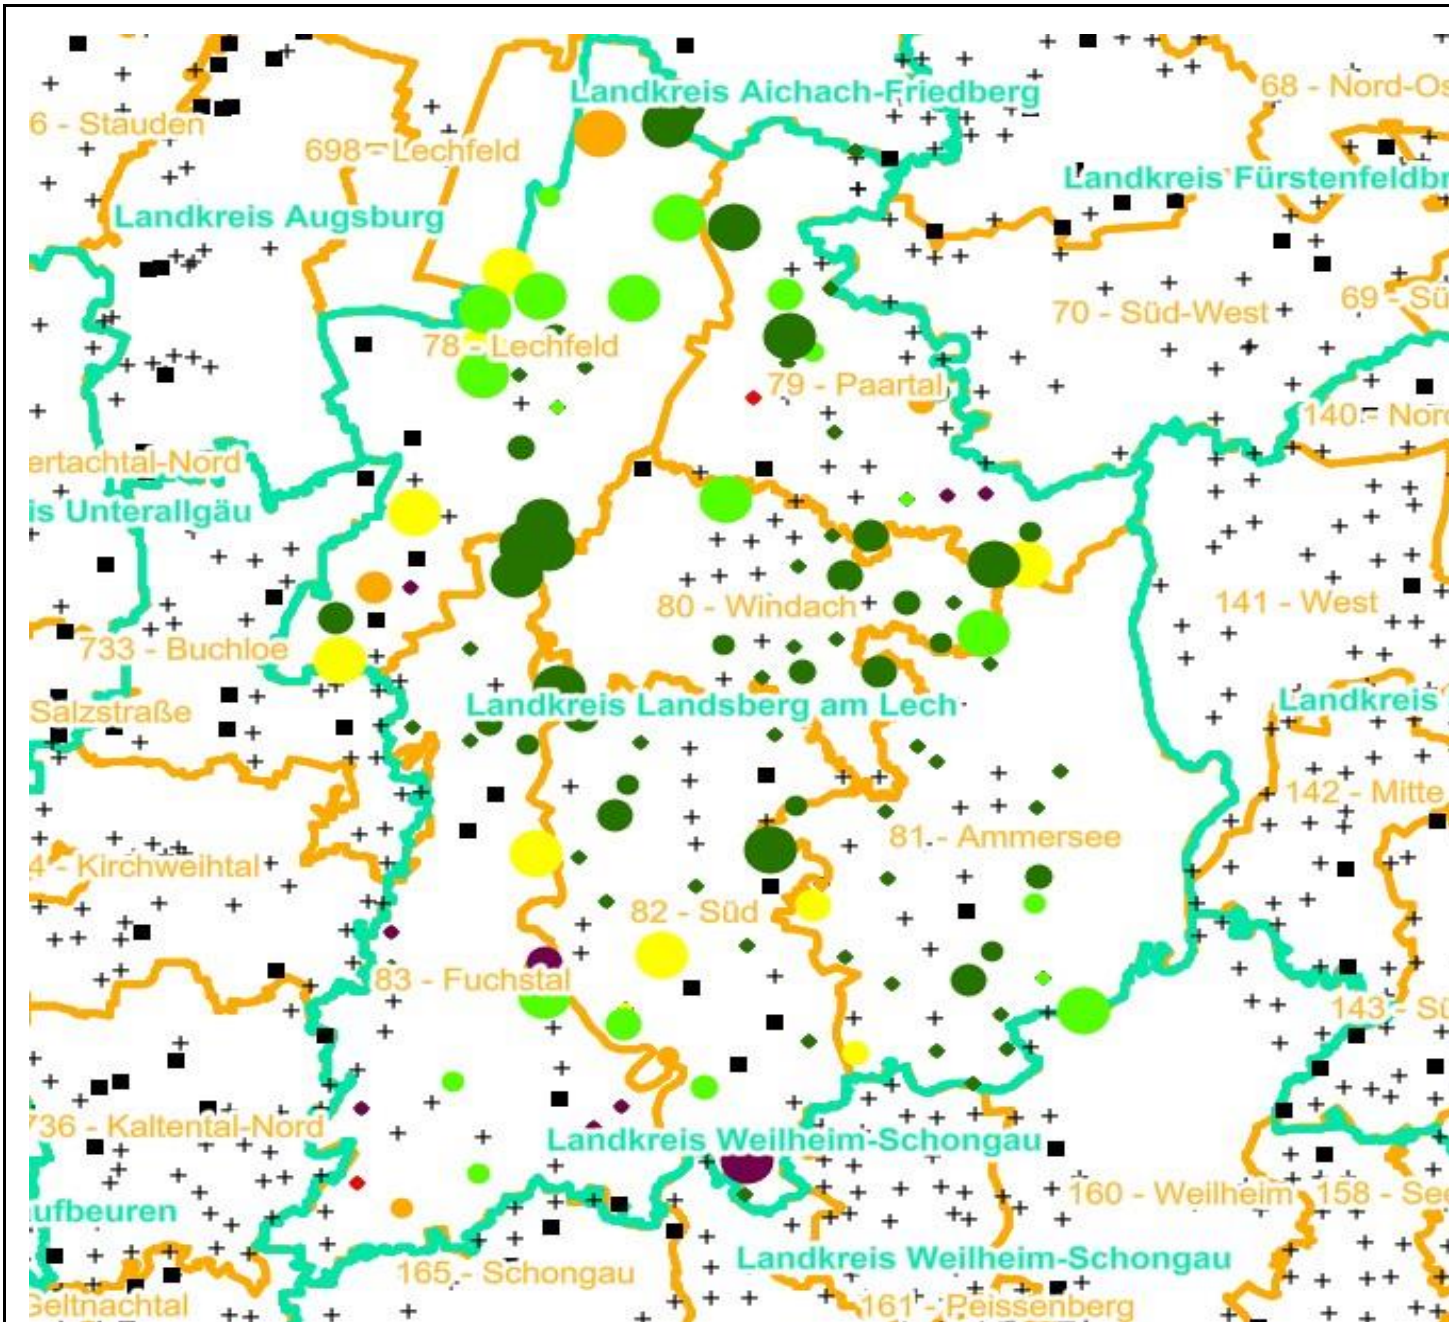 Landkreis Aichach-Friedberg
68 - Nord-Os
6 - Stauden
698 - Lechfeld
Landkreis Fürstenfeldbr
Landkreis Augsburg
69 - Sü
70 - Süd-West
78 - Lechfeld
79 - Paartal
140 - Nord
ertachtal-Nord
is Unterallgäu
80 - Windach
141 - West
733 - Buchloe
Landkreis
Salzstraße
Landkreis Landsberg am Lech
142 - Mitte
81 - Ammersee
4 - Kirchweihtal
82 - Süd
83 - Fuchstal
143 - Sü
736 - Kaltental-Nord
Landkreis Weilheim-Schongau
160 - Weilheim
158 - See
ufbeuren
Landkreis Weilheim-Schongau
165 - Schongau
Geltnachtal
161 - Peissenberg